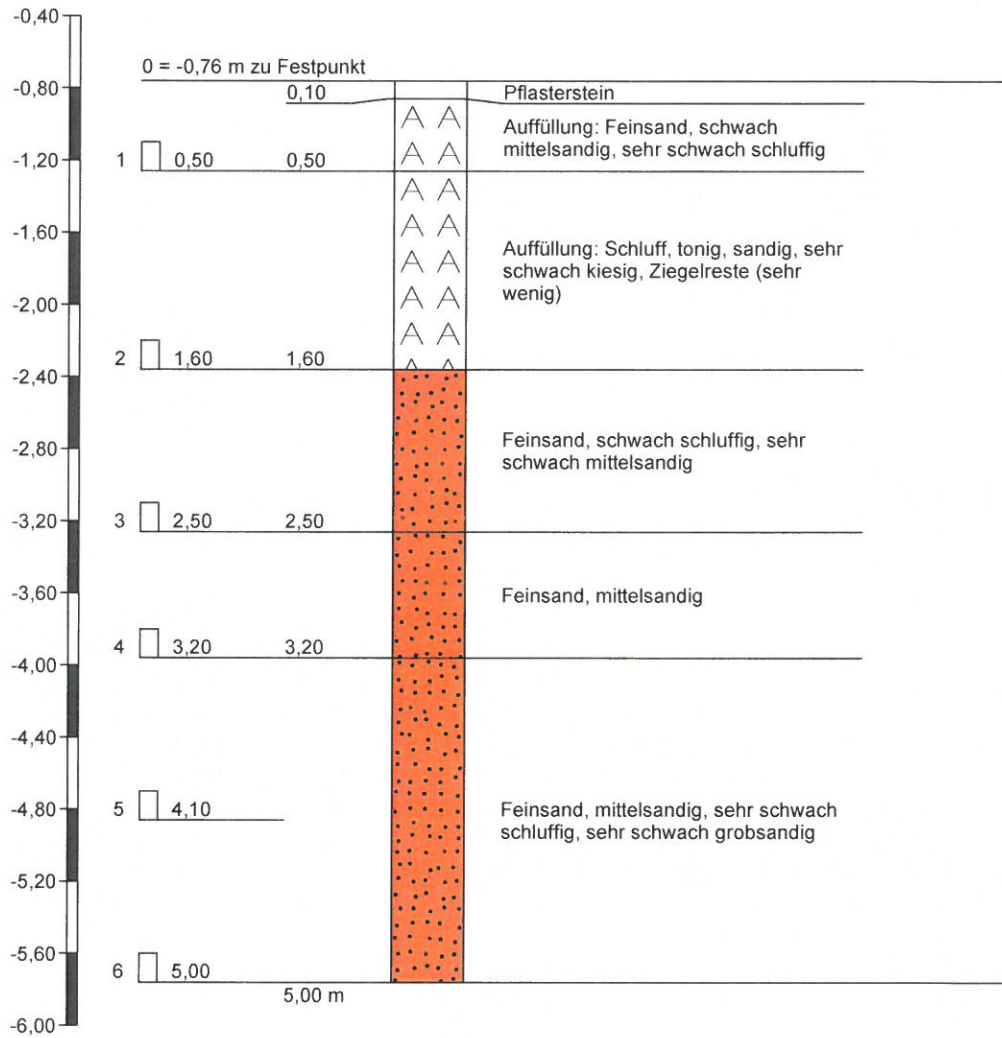 -0,40
0 = -0,76 m zu Festpunkt
-0,80
0,10
Pflasterstein
Auffüllung: Feinsand, schwach
mittelsandig, sehr schwach schluffig
-1,20
1 0,50 0,50
-1,60
Auffüllung: Schluff, tonig, sandig, sehr
schwach kiesig, Ziegelreste (sehr
wenig)
-2,00
2 1,60 1,60
-2,40
-2,80
Feinsand, schwach schluffig, sehr
schwach mittelsandig
-3,20
3 2,50 2,50
-3,60
Feinsand, mittelsandig
4 3,20 3,20
-4,00
-4,40
-4,80
5 4,10
Feinsand, mittelsandig, sehr schwach
schluffig, sehr schwach grobsandig
-5,20
-5,60
6 5,00
5,00 m
-6,00